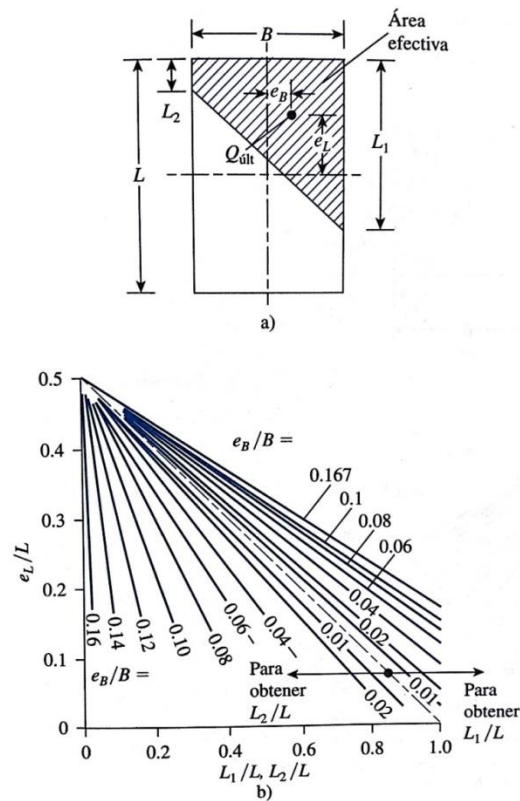 B
Área
efectiva
e_B
L_2
Q_últ
e_L
L_1
L
a)
0.5
0.4
0.3
0.2
0.1
0
e_L/L
e_B/B =
0.167
0.1
0.08
0.06
0.04
0.02
0.01
0.16
0.14
0.12
0.10
0.08
0.06
0.04
0.01
0.02
e_B/B =
Para
obtener
L_2/L
Para
obtener
L_1/L
0
0.2
0.4
0.6
0.8
1.0
L_1/L, L_2/L
b)